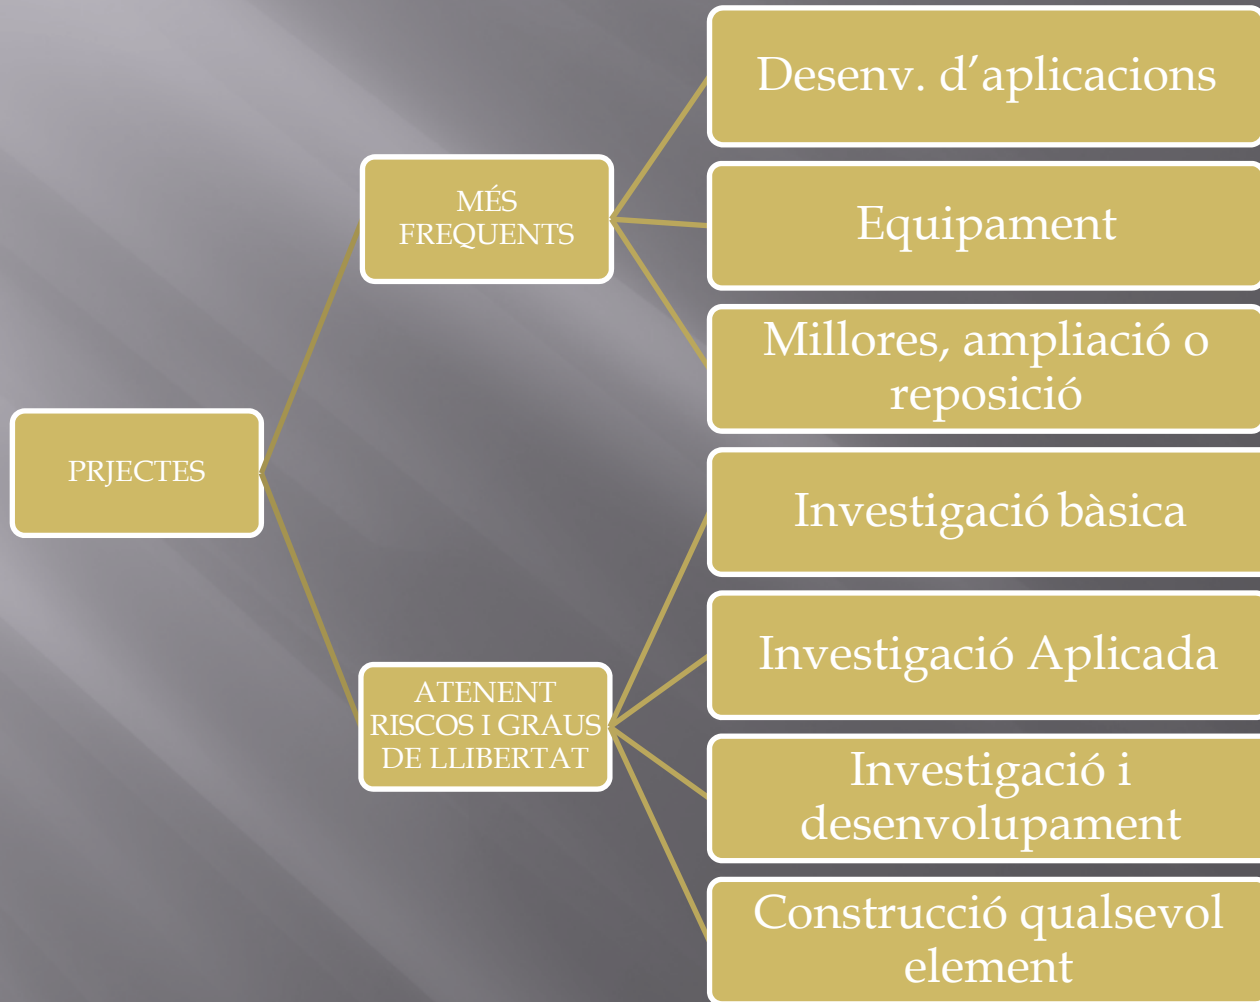 PRJECTES
MÉS
FREQUENTS
Desenv. d’aplicacions
Equipament
Millores, ampliació o
reposició
ATENENT
RISCOS I GRAUS
DE LLIBERTAT
Investigació bàsica
Investigació Aplicada
Investigació i
desenvolupament
Construcció qualsevol
element